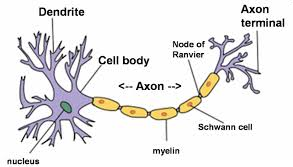 Dendrite
Axon
terminal
Node of
Ranvier
Cell body
<-- Axon -->
Schwann cell
myelin
nucleus